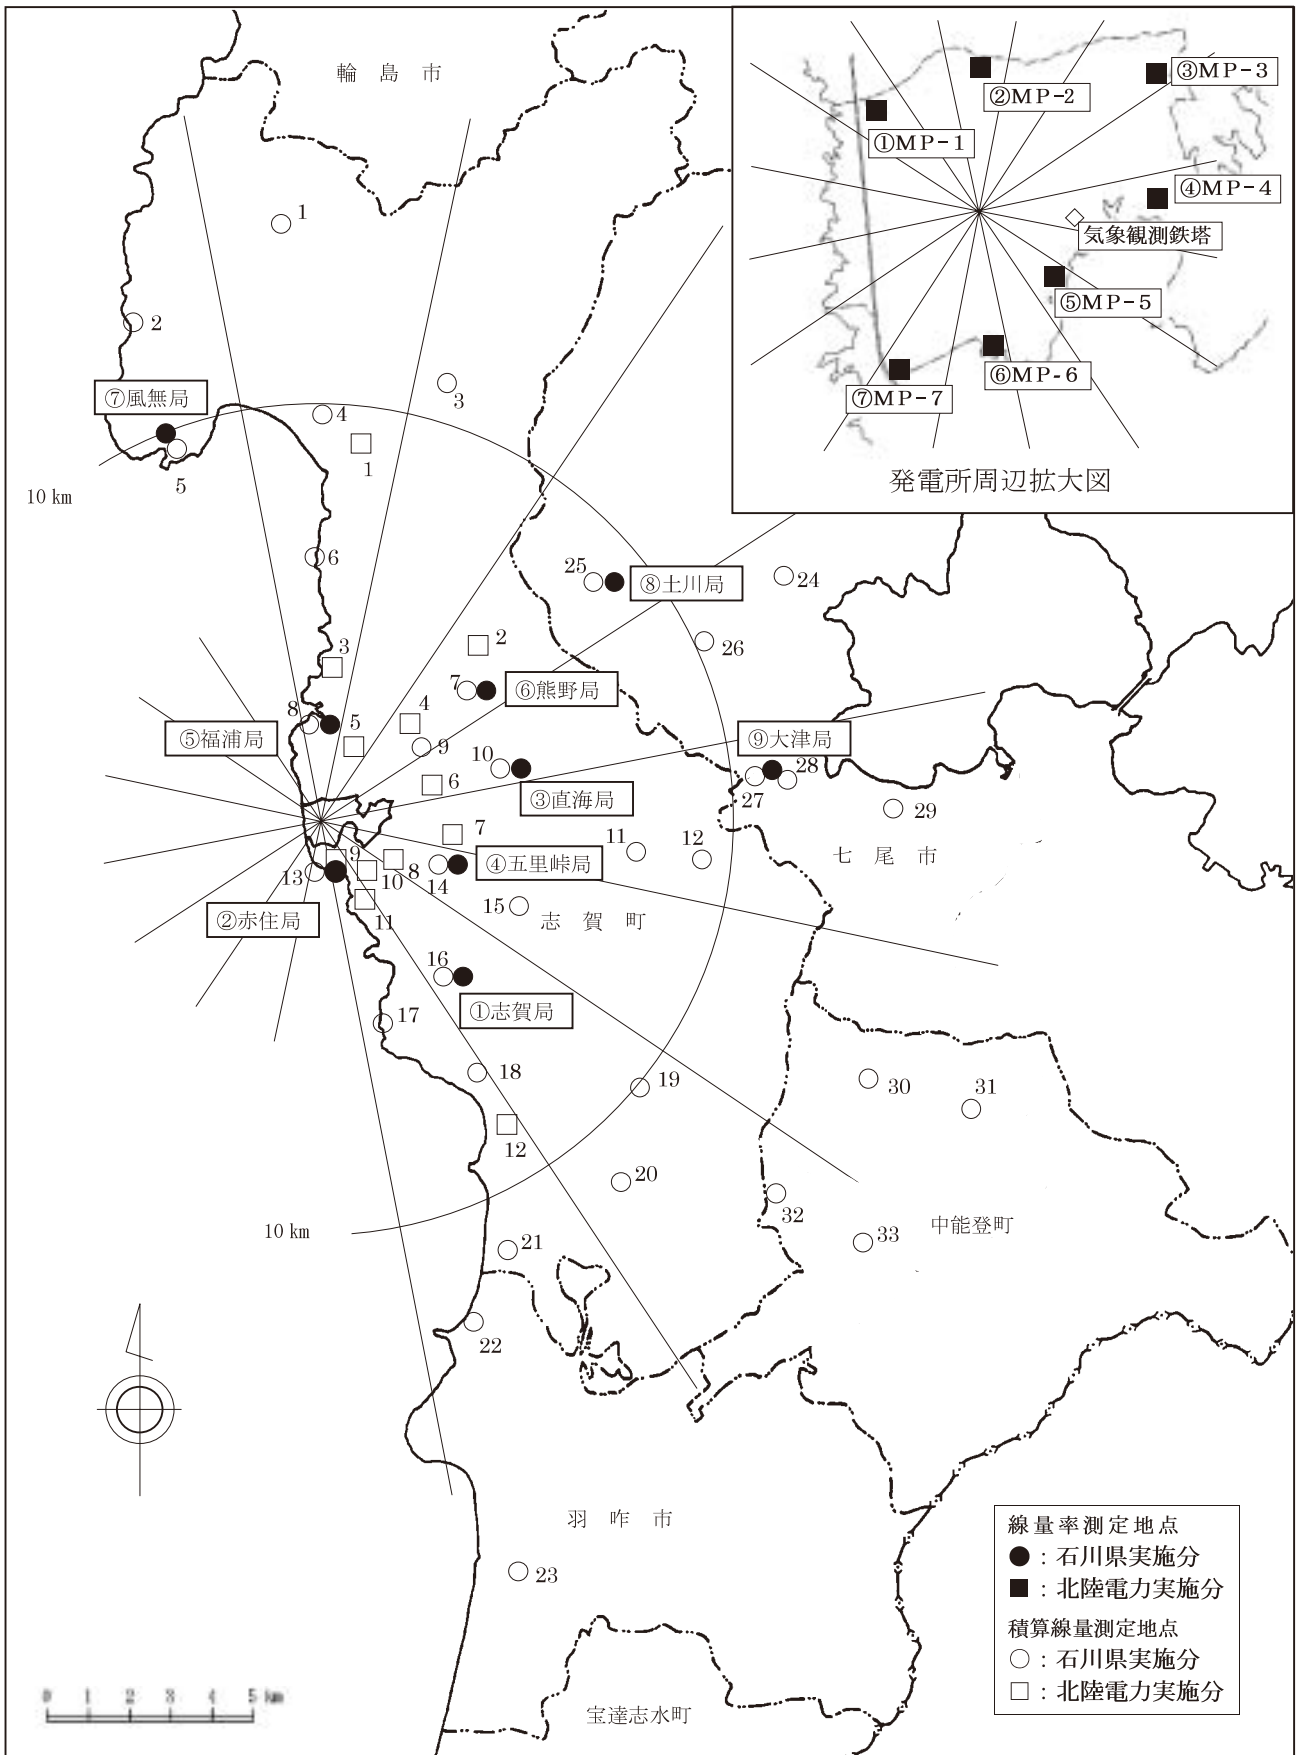 輪島市
②MP-2
③MP-3
①MP-1
④MP-4
気象観測鉄塔
⑤MP-5
⑥MP-6
⑦MP-7
発電所周辺拡大図
1
2
3
⑦風無局
4
1
5
10 km
6
25
⑧土川局
24
2
26
3
7
⑥熊野局
4
8
5
⑤福浦局
9
⑨大津局
10
6
28
27
③直海局
29
7
11
12
七尾市
9
8
13
10
14
④五里峠局
11
15
志賀町
②赤住局
16
①志賀局
17
18
19
30
31
12
20
32
中能登町
33
10 km
21
22
羽咋市
23
宝達志水町
線量率測定地点
●：石川県実施分
■：北陸電力実施分
積算線量測定地点
○：石川県実施分
□：北陸電力実施分
0 1 2 3 4 5 km